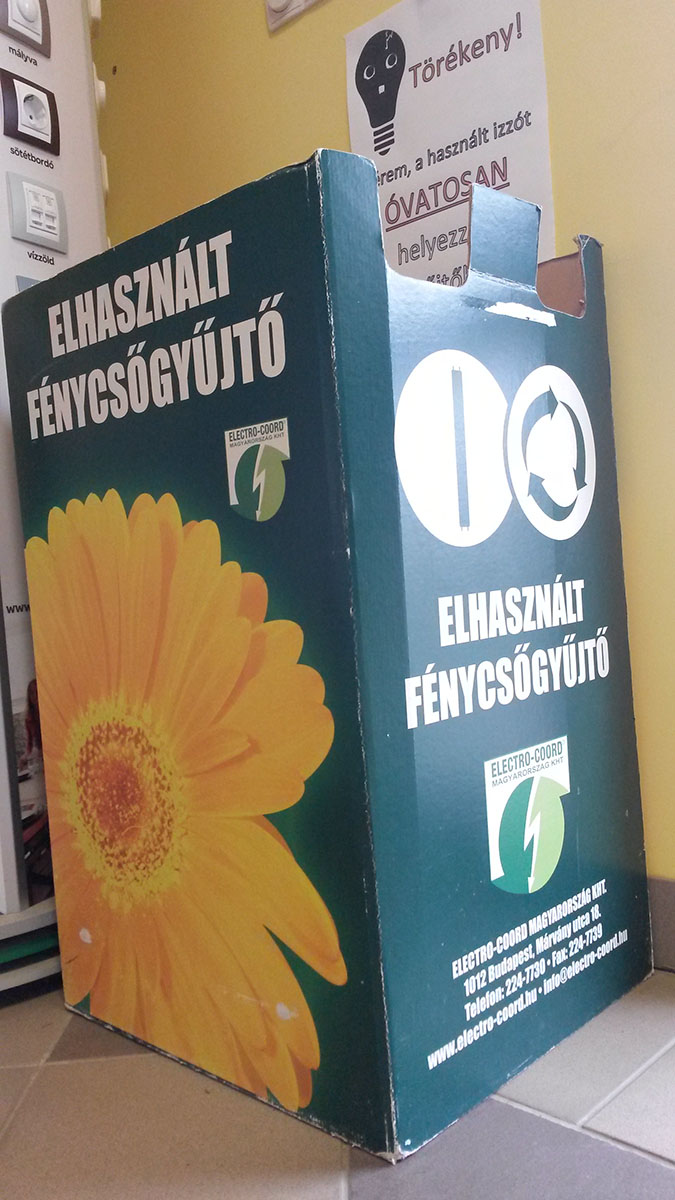 mályva
sötétbordó
vízzöld
Törékeny!
a használt izzót
ÓVATOSAN
ELHASZNÁLT
FÉNYCSŐGYŰJTŐ
ELECTRO-COORD
MAGYARORSZÁG KHT
www.
ELHASZNÁLT
FÉNYCSŐGYŰJTŐ
ELECTRO-COORD
MAGYARORSZÁG KHT
ELECTRO-COORD MAGYARORSZÁG KHT.
1012 Budapest, Márvány utca 18.
Telefon: 224-7730 • Fax: 224-7739
www.electro-coord.hu • info@electro-coord.hu